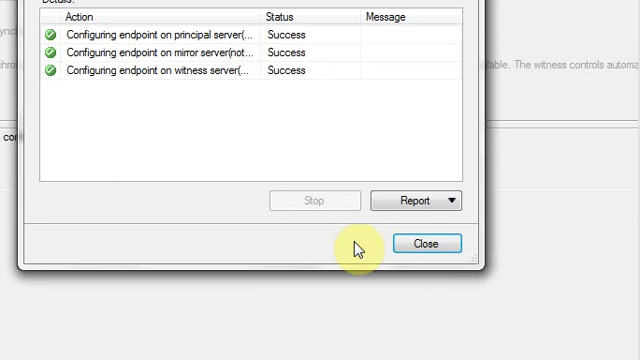 Details:
Action Status Message
Configuring endpoint on principal server(... Success
Configuring endpoint on mirror server(not... Success
Configuring endpoint on witness server(... Success
lable. The witness controls automa
Stop Report
Close